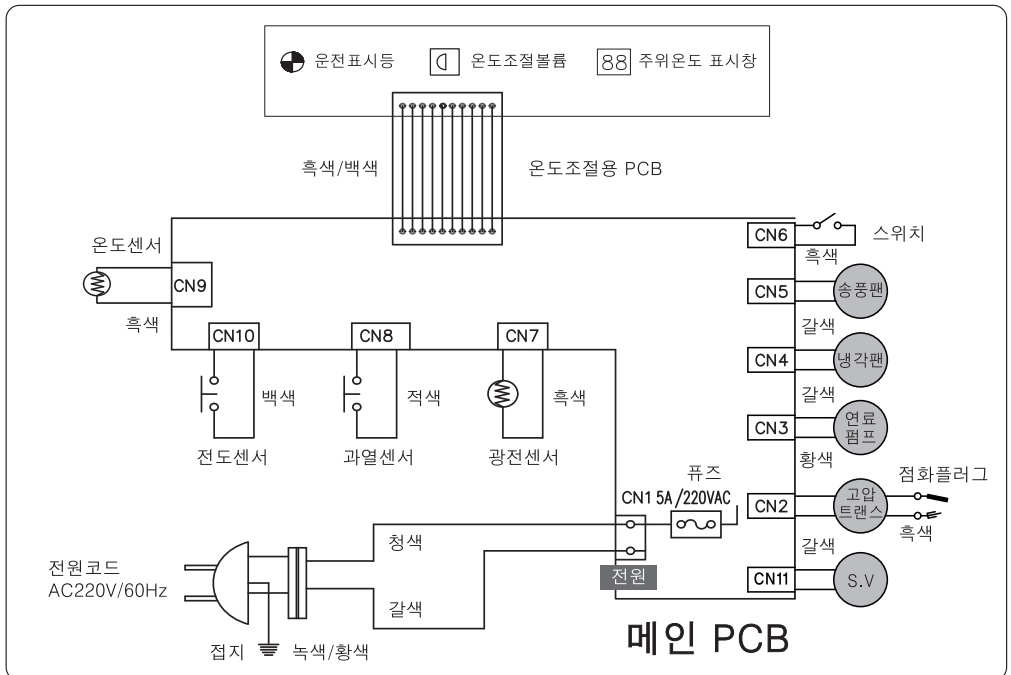 운전표시등 온도조절볼륨 88 주위온도 표시창
흑색/백색
온도조절용 PCB
온도센서
CN9
흑색
CN6
스위치
흑색
CN5
송풍팬
갈색
CN4
냉각팬
갈색
CN3
연료
펌프
황색
CN10
백색
전도센서
CN8
적색
과열센서
CN7
흑색
광전센서
퓨즈
CN1 5A/220VAC
점화플러그
CN2
고압
트랜스
흑색
갈색
CN11
S.V
청색
전원
전원코드
AC220V/60Hz
갈색
접지
녹색/황색
메인 PCB